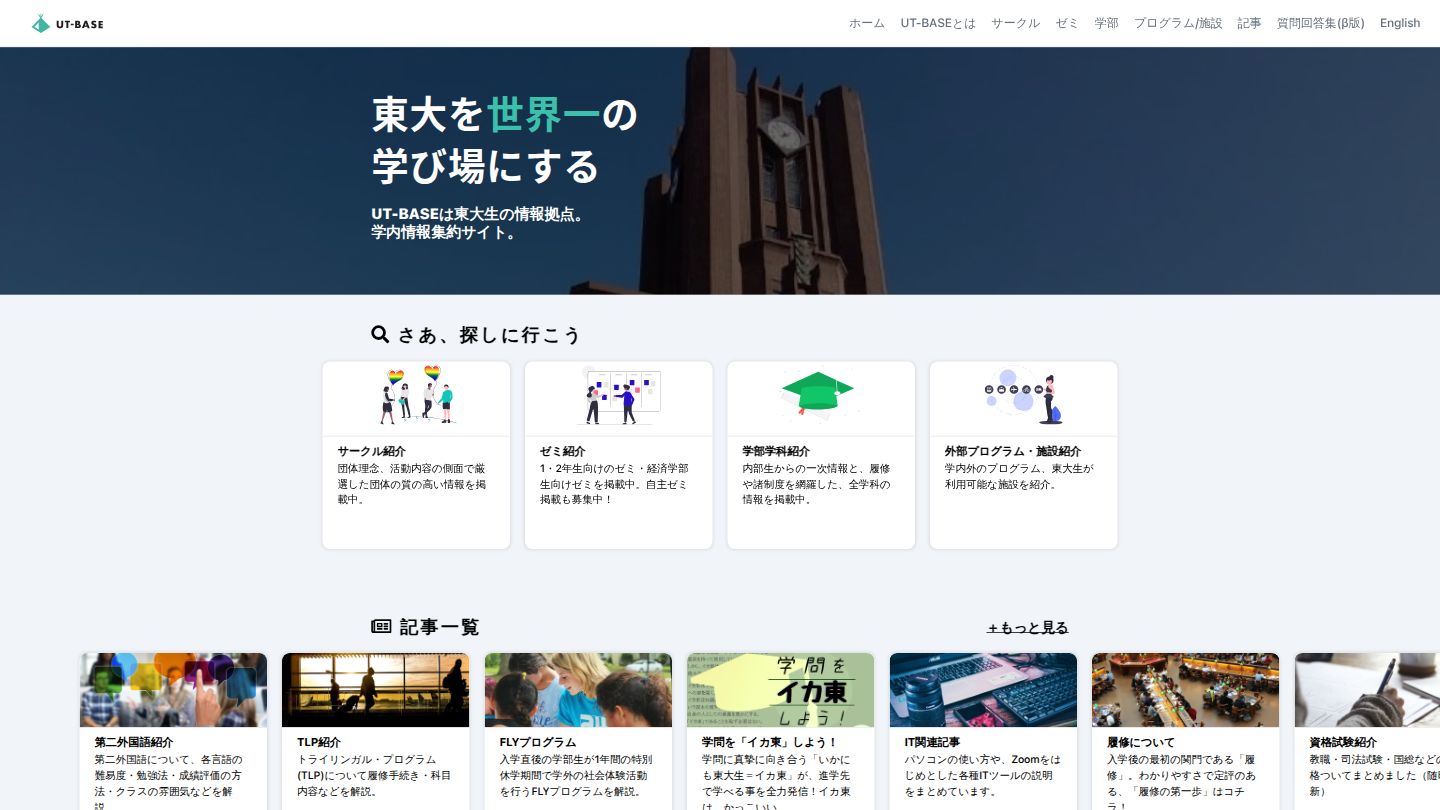 UT-BASE
ホーム UT-BASEとは サークル ゼミ 学部 プログラム/施設 記事 質問回答集(β版) English
東大を世界一の
学び場にする
UT-BASEは東大生の情報拠点。
学内情報集約サイト。
さあ、探しに行こう
サークル紹介
団体理念、活動内容の側面で厳
選した団体の質の高い情報を掲
載中。
ゼミ紹介
1・2年生向けのゼミ・経済学部
生向けゼミを掲載中。自主ゼミ
掲載も募集中！
学部学科紹介
内部生からの一次情報と、履修
や諸制度を網羅した、全学科の
情報を掲載中。
外部プログラム・施設紹介
学内外のプログラム、東大生が
利用可能な施設を紹介。
記事一覧
＋もっと見る
第二外国語紹介
第二外国語について、各言語の
難易度・勉強法・成績評価の方
法・クラスの雰囲気などを解
説
TLP紹介
トライリンガル・プログラム
(TLP)について履修手続き・科目
内容などを解説。
FLYプログラム
入学直後の学部生が1年間の特別
休学期間で学外の社会体験活動
を行うFLYプログラムを解説。
学問を
イカ東
しよう！
学問を「イカ東」しよう！
学問に真摯に向き合う「いかに
も東大生＝イカ東」が、進学先
で学べる事を全力発信！イカ東
は、かっこいい
IT関連記事
パソコンの使い方や、Zoomをは
じめとした各種ITツールの説明
をまとめています。
履修について
入学後の最初の関門である「履
修」。わかりやすさで定評のあ
る、「履修の第一歩」はコチ
ラ！
資格試験紹介
教職・司法試験・国総などの
格ついてまとめました（随時
新）